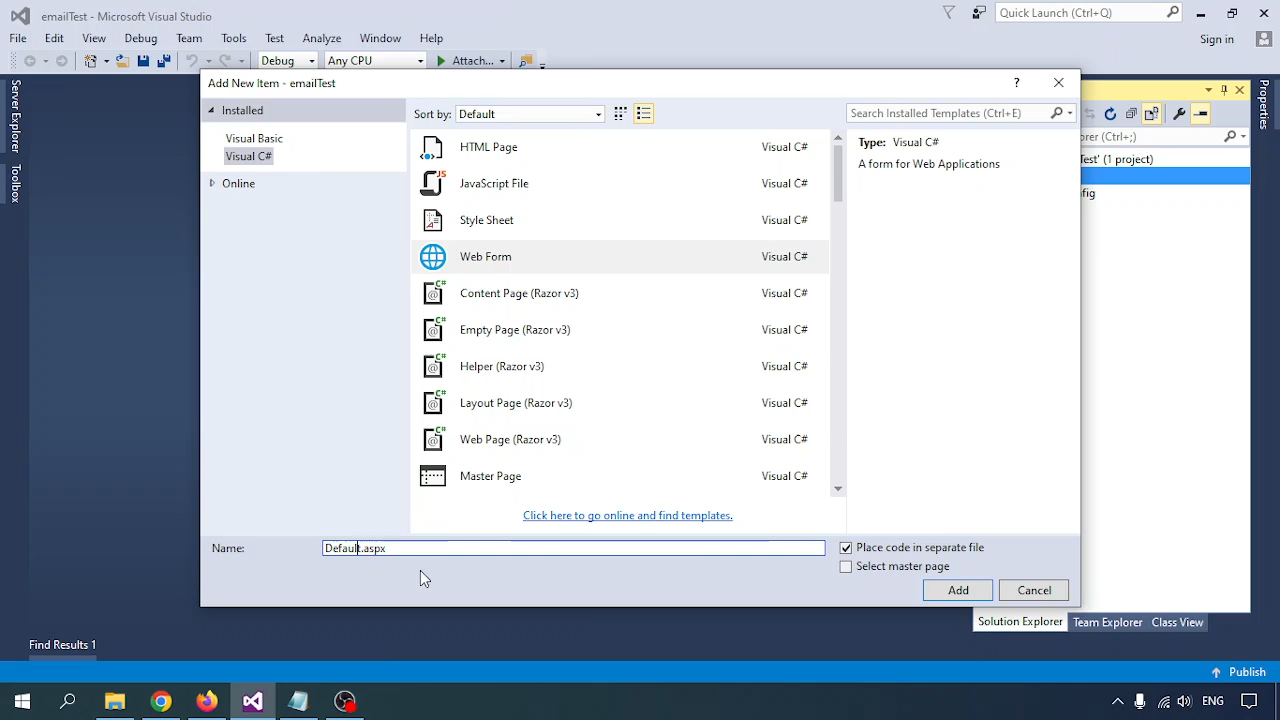 emailTest - Microsoft Visual Studio
Quick Launch (Ctrl+Q)
File Edit View Debug Team Tools Test Analyze Window Help
Sign in
Debug Any CPU Attach...
Add New Item - emailTest
?
Server Explorer
Toolbox
Properties
Installed
Visual Basic
Visual C#
Online
Sort by: Default
Search Installed Templates (Ctrl+E)
HTML Page Visual C#
JavaScript File Visual C#
Style Sheet Visual C#
Web Form Visual C#
Content Page (Razor v3) Visual C#
Empty Page (Razor v3) Visual C#
Helper (Razor v3) Visual C#
Layout Page (Razor v3) Visual C#
Web Page (Razor v3) Visual C#
Master Page Visual C#
Type: Visual C#
A form for Web Applications
rer (Ctrl+;)
Test' (1 project)
fig
Click here to go online and find templates.
Name: Default.aspx
Place code in separate file
Select master page
Add Cancel
Solution Explorer Team Explorer Class View
Find Results 1
Publish
ENG